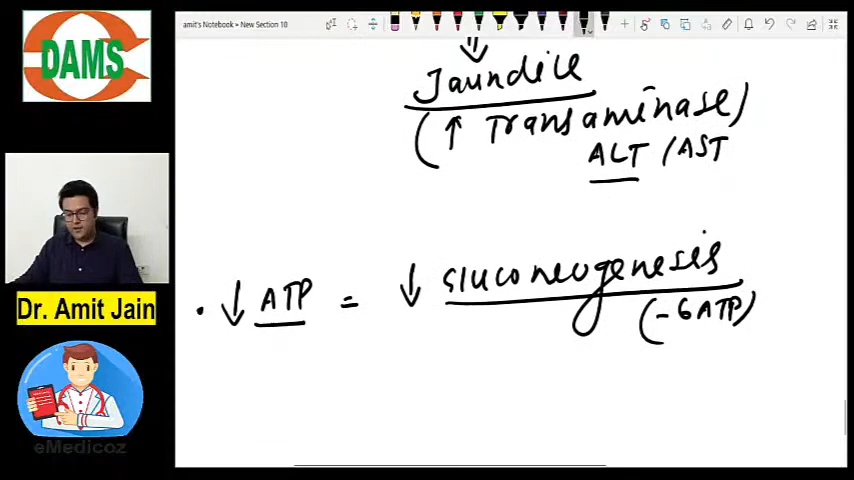 amit's Notebook > New Section 10
DAMS
↓
Jaundice
(↑ Transaminase)
ALT / AST
• ↓ ATP = ↓ Gluconeogenesis
(-6ATP)
Dr. Amit Jain
eMedicoz